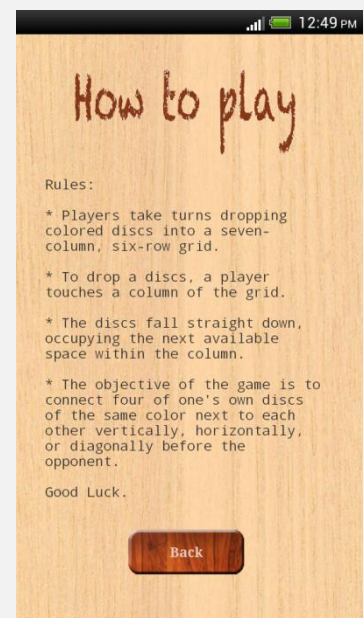 12:49 PM
How to play
Rules:
* Players take turns dropping
colored discs into a seven-
column, six-row grid.
* To drop a discs, a player
touches a column of the grid.
* The discs fall straight down,
occupying the next available
space within the column.
* The objective of the game is to
connect four of one's own discs
of the same color next to each
other vertically, horizontally,
or diagonally before the
opponent.
Good Luck.
Back